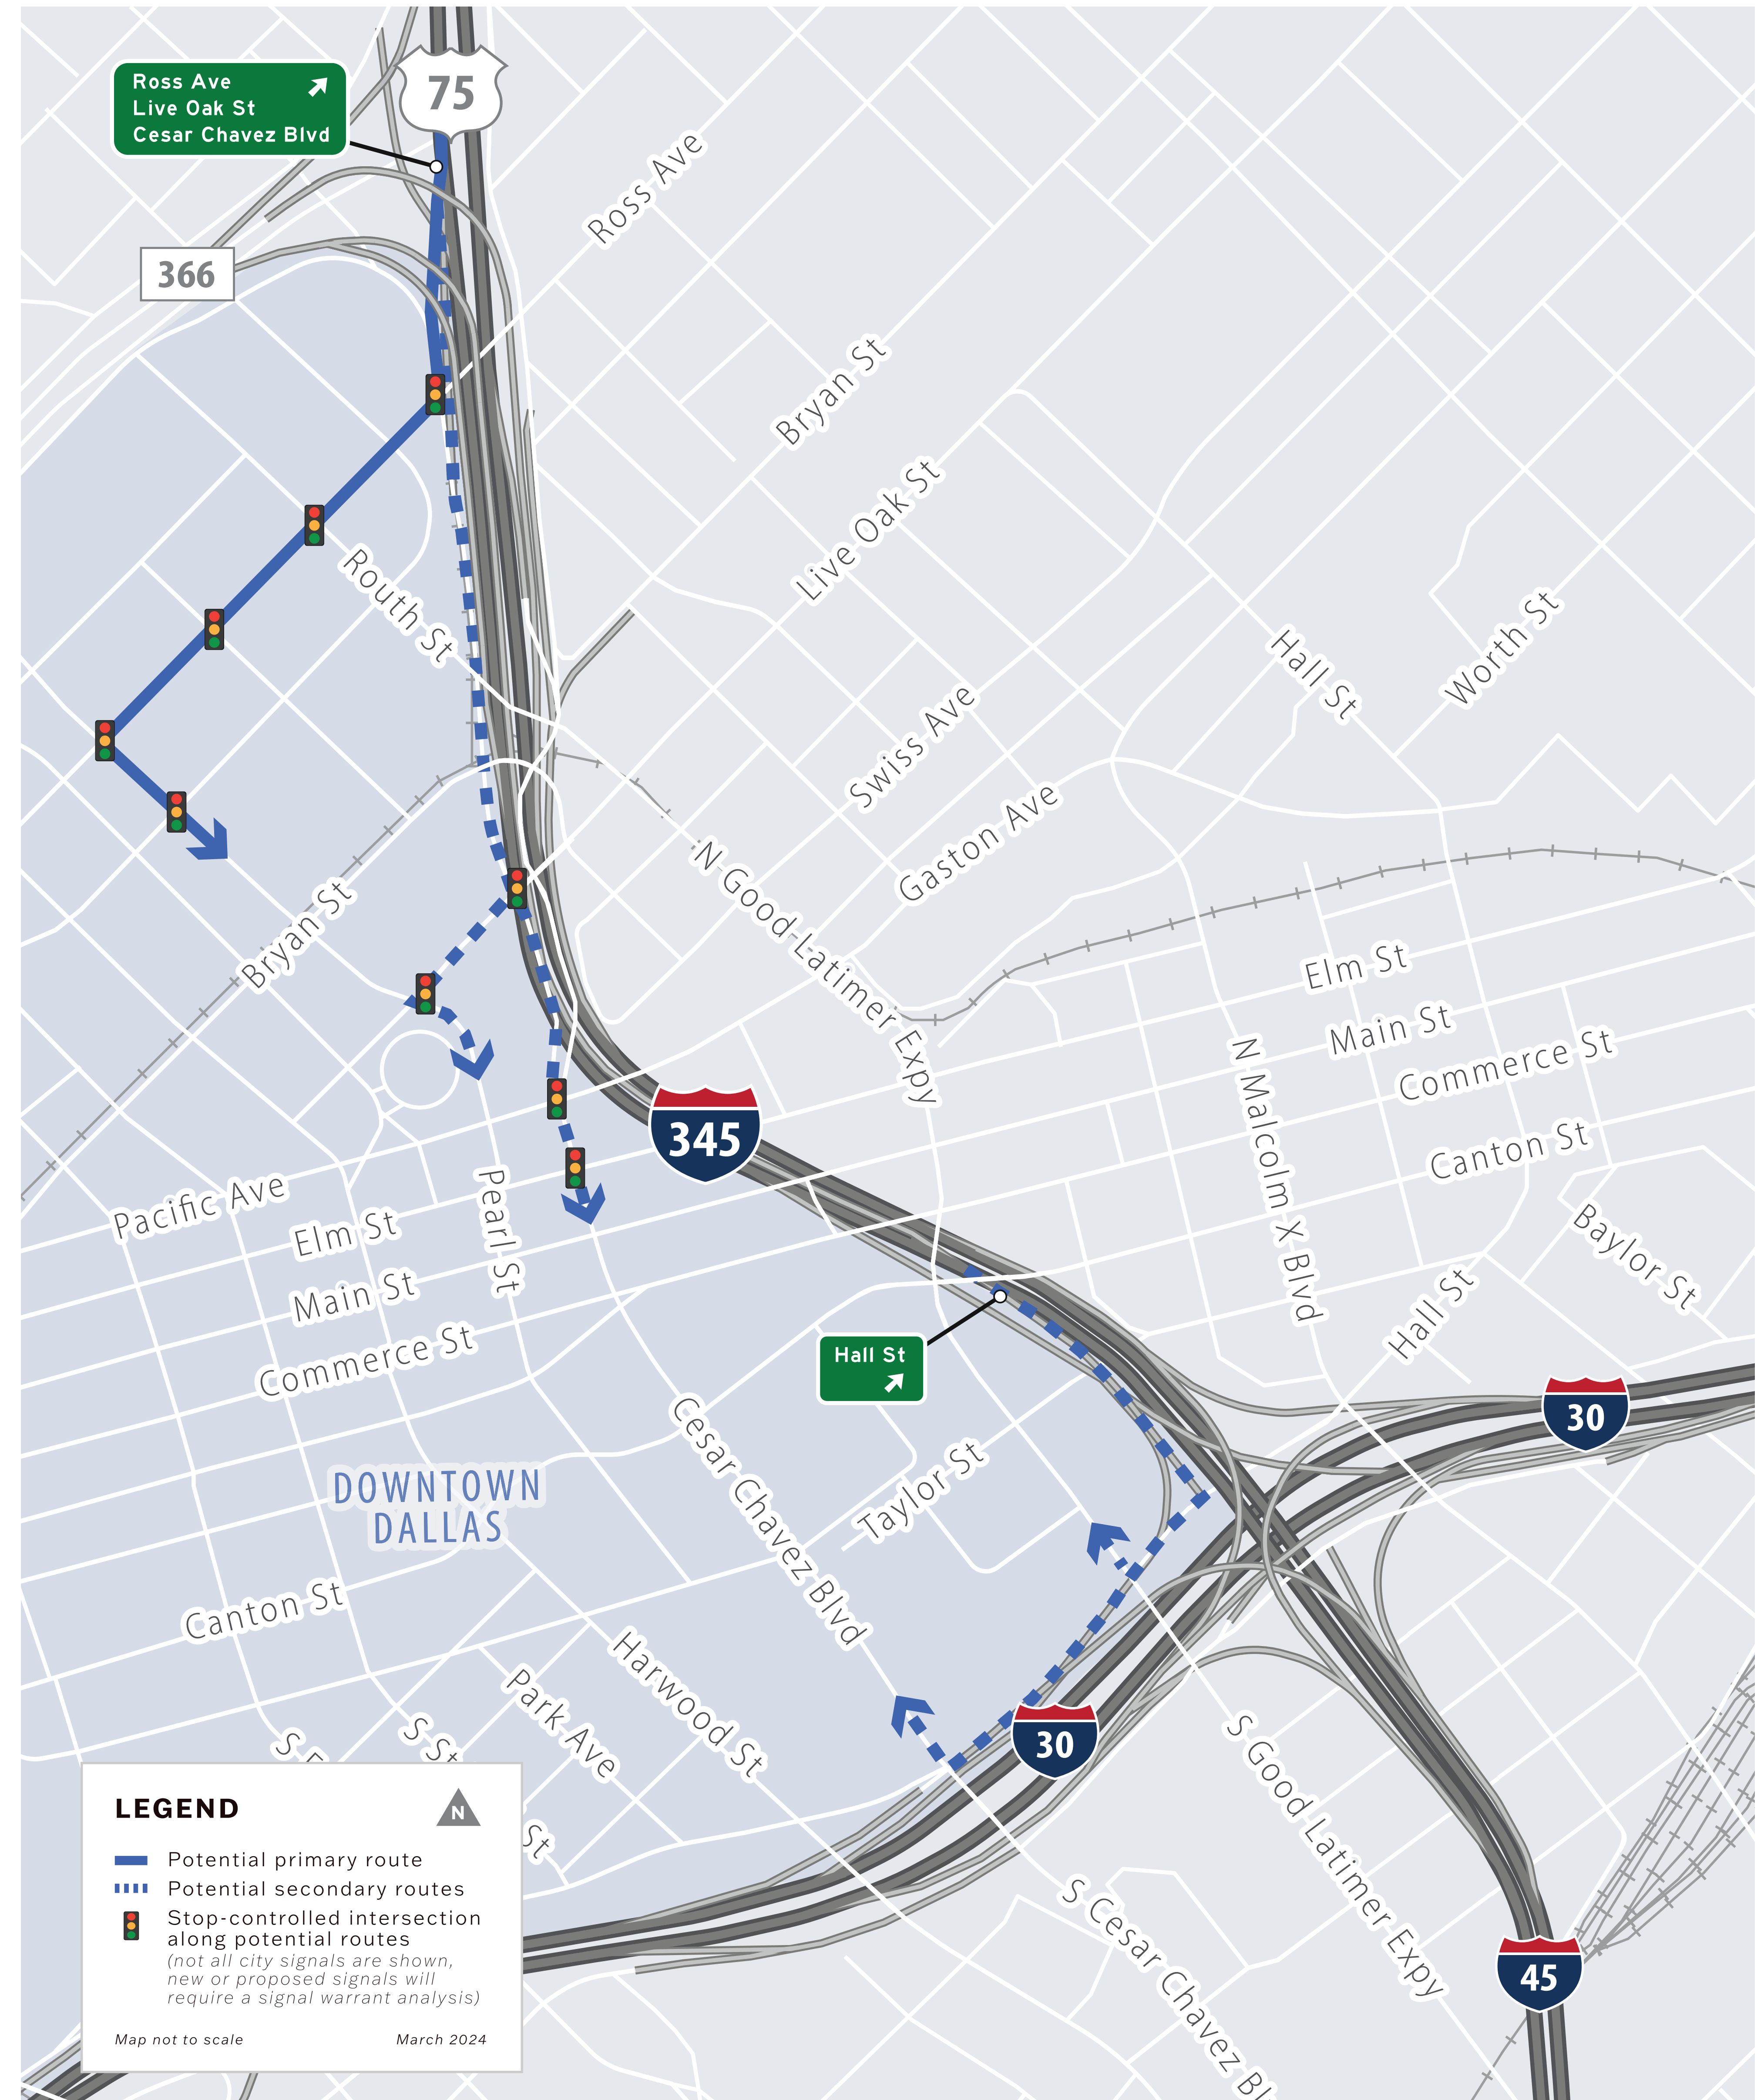 Ross Ave
Live Oak St
Cesar Chavez Blvd
75
366
Ross Ave
Bryan St
Live Oak St
Routh St
Hall St
Worth St
Swiss Ave
Gaston Ave
N Good-Latimer Expy
Bryan St
Elm St
Main St
Commerce St
N Malcolm X Blvd
Canton St
345
Pacific Ave
Elm St
Pearl St
Main St
Commerce St
Baylor St
Hall St
Hall St
30
Cesar Chavez Blvd
Taylor St
DOWNTOWN
DALLAS
Canton St
Harwood St
Park Ave
30
S Good Latimer Expy
S Cesar Chavez Bl
45
S St
St
LEGEND
N
Potential primary route
Potential secondary routes
Stop-controlled intersection
along potential routes
(not all city signals are shown,
new or proposed signals will
require a signal warrant analysis)
Map not to scale
March 2024